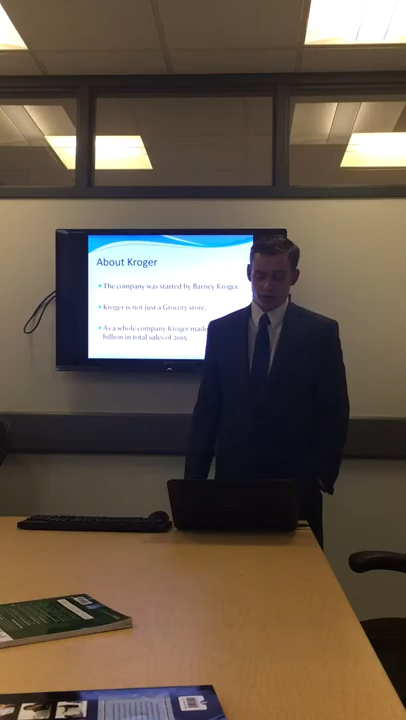 About Kroger
The company was started by Barney Kroger.
Kroger is not just a Grocery store.
As a whole company Kroger made
billion in total sales of 2015.